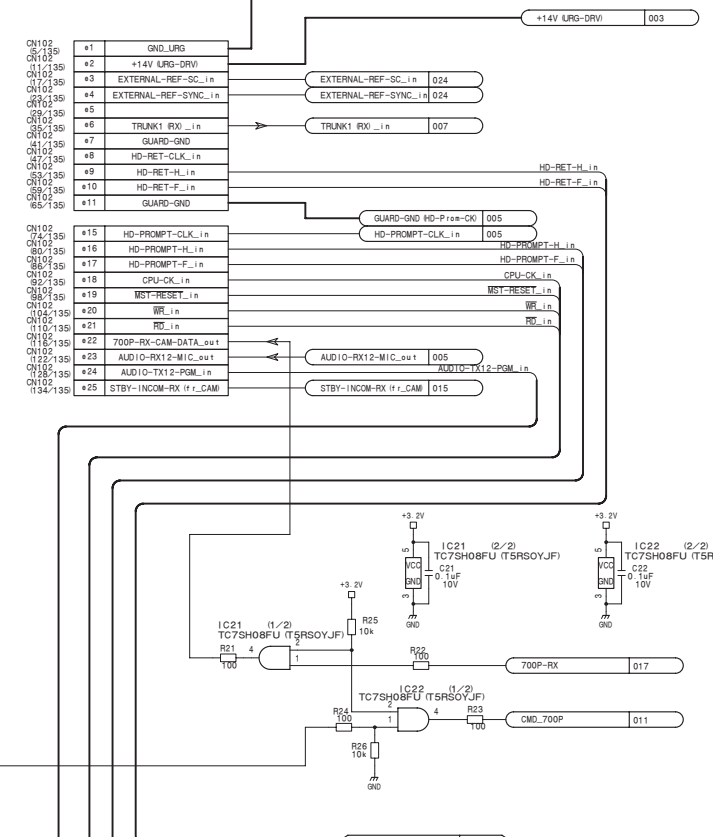 +14V (URG-DRV) 003
CN102 (5/135) e1 GND_URG
CN102 (11/135) e2 +14V (URG-DRV)
CN102 (17/135) e3 EXTERNAL-REF-SC_in EXTERNAL-REF-SC_in 024
CN102 (23/135) e4 EXTERNAL-REF-SYNC_in EXTERNAL-REF-SYNC_in 024
CN102 (29/135) e5
CN102 (35/135) e6 TRUNK1 (RX)_in TRUNK1 (RX)_in 007
CN102 (41/135) e7 GUARD-GND
CN102 (47/135) e8 HD-RET-CLK_in
CN102 (53/135) e9 HD-RET-H_in HD-RET-H_in
CN102 (59/135) e10 HD-RET-F_in HD-RET-F_in
CN102 (65/135) e11 GUARD-GND
GUARD-GND (HD-Prom-CK) 005
CN102 (74/135) e15 HD-PROMPT-CLK_in HD-PROMPT-CLK_in 005
CN102 (80/135) e16 HD-PROMPT-H_in HD-PROMPT-H_in
CN102 (86/135) e17 HD-PROMPT-F_in HD-PROMPT-F_in
CN102 (92/135) e18 CPU-CK_in CPU-CK_in
CN102 (98/135) e19 MST-RESET_in MST-RESET_in
CN102 (104/135) e20 WR_in WR_in
CN102 (110/135) e21 RD_in RD_in
CN102 (116/135) e22 700P-RX-CAM-DATA_out
CN102 (122/135) e23 AUDIO-RX12-MIC_out AUDIO-RX12-MIC_out 005
CN102 (128/135) e24 AUDIO-TX12-PGM_in AUDIO-TX12-PGM_in
CN102 (134/135) e25 STBY-INCOM-RX (fr_CAM) STBY-INCOM-RX (fr_CAM) 015
+3.2V +3.2V
IC21 (2/2)
TC7SH08FU (T5RSOYJF)
5 VCC GND 3
C21
0.1uF
10V
GND
IC22 (2/2)
TC7SH08FU (T5R
5 VCC GND 3
C22
0.1uF
10V
GND
+3.2V
R25
10k
IC21 (1/2)
TC7SH08FU (T5RSOYJF)
R21
100
4 2 1
R22
100
700P-RX 017
IC22 (1/2)
TC7SH08FU (T5RSOYJF)
R24
100
2 1 4
R23
100
CMD_700P 011
R26
10k
GND